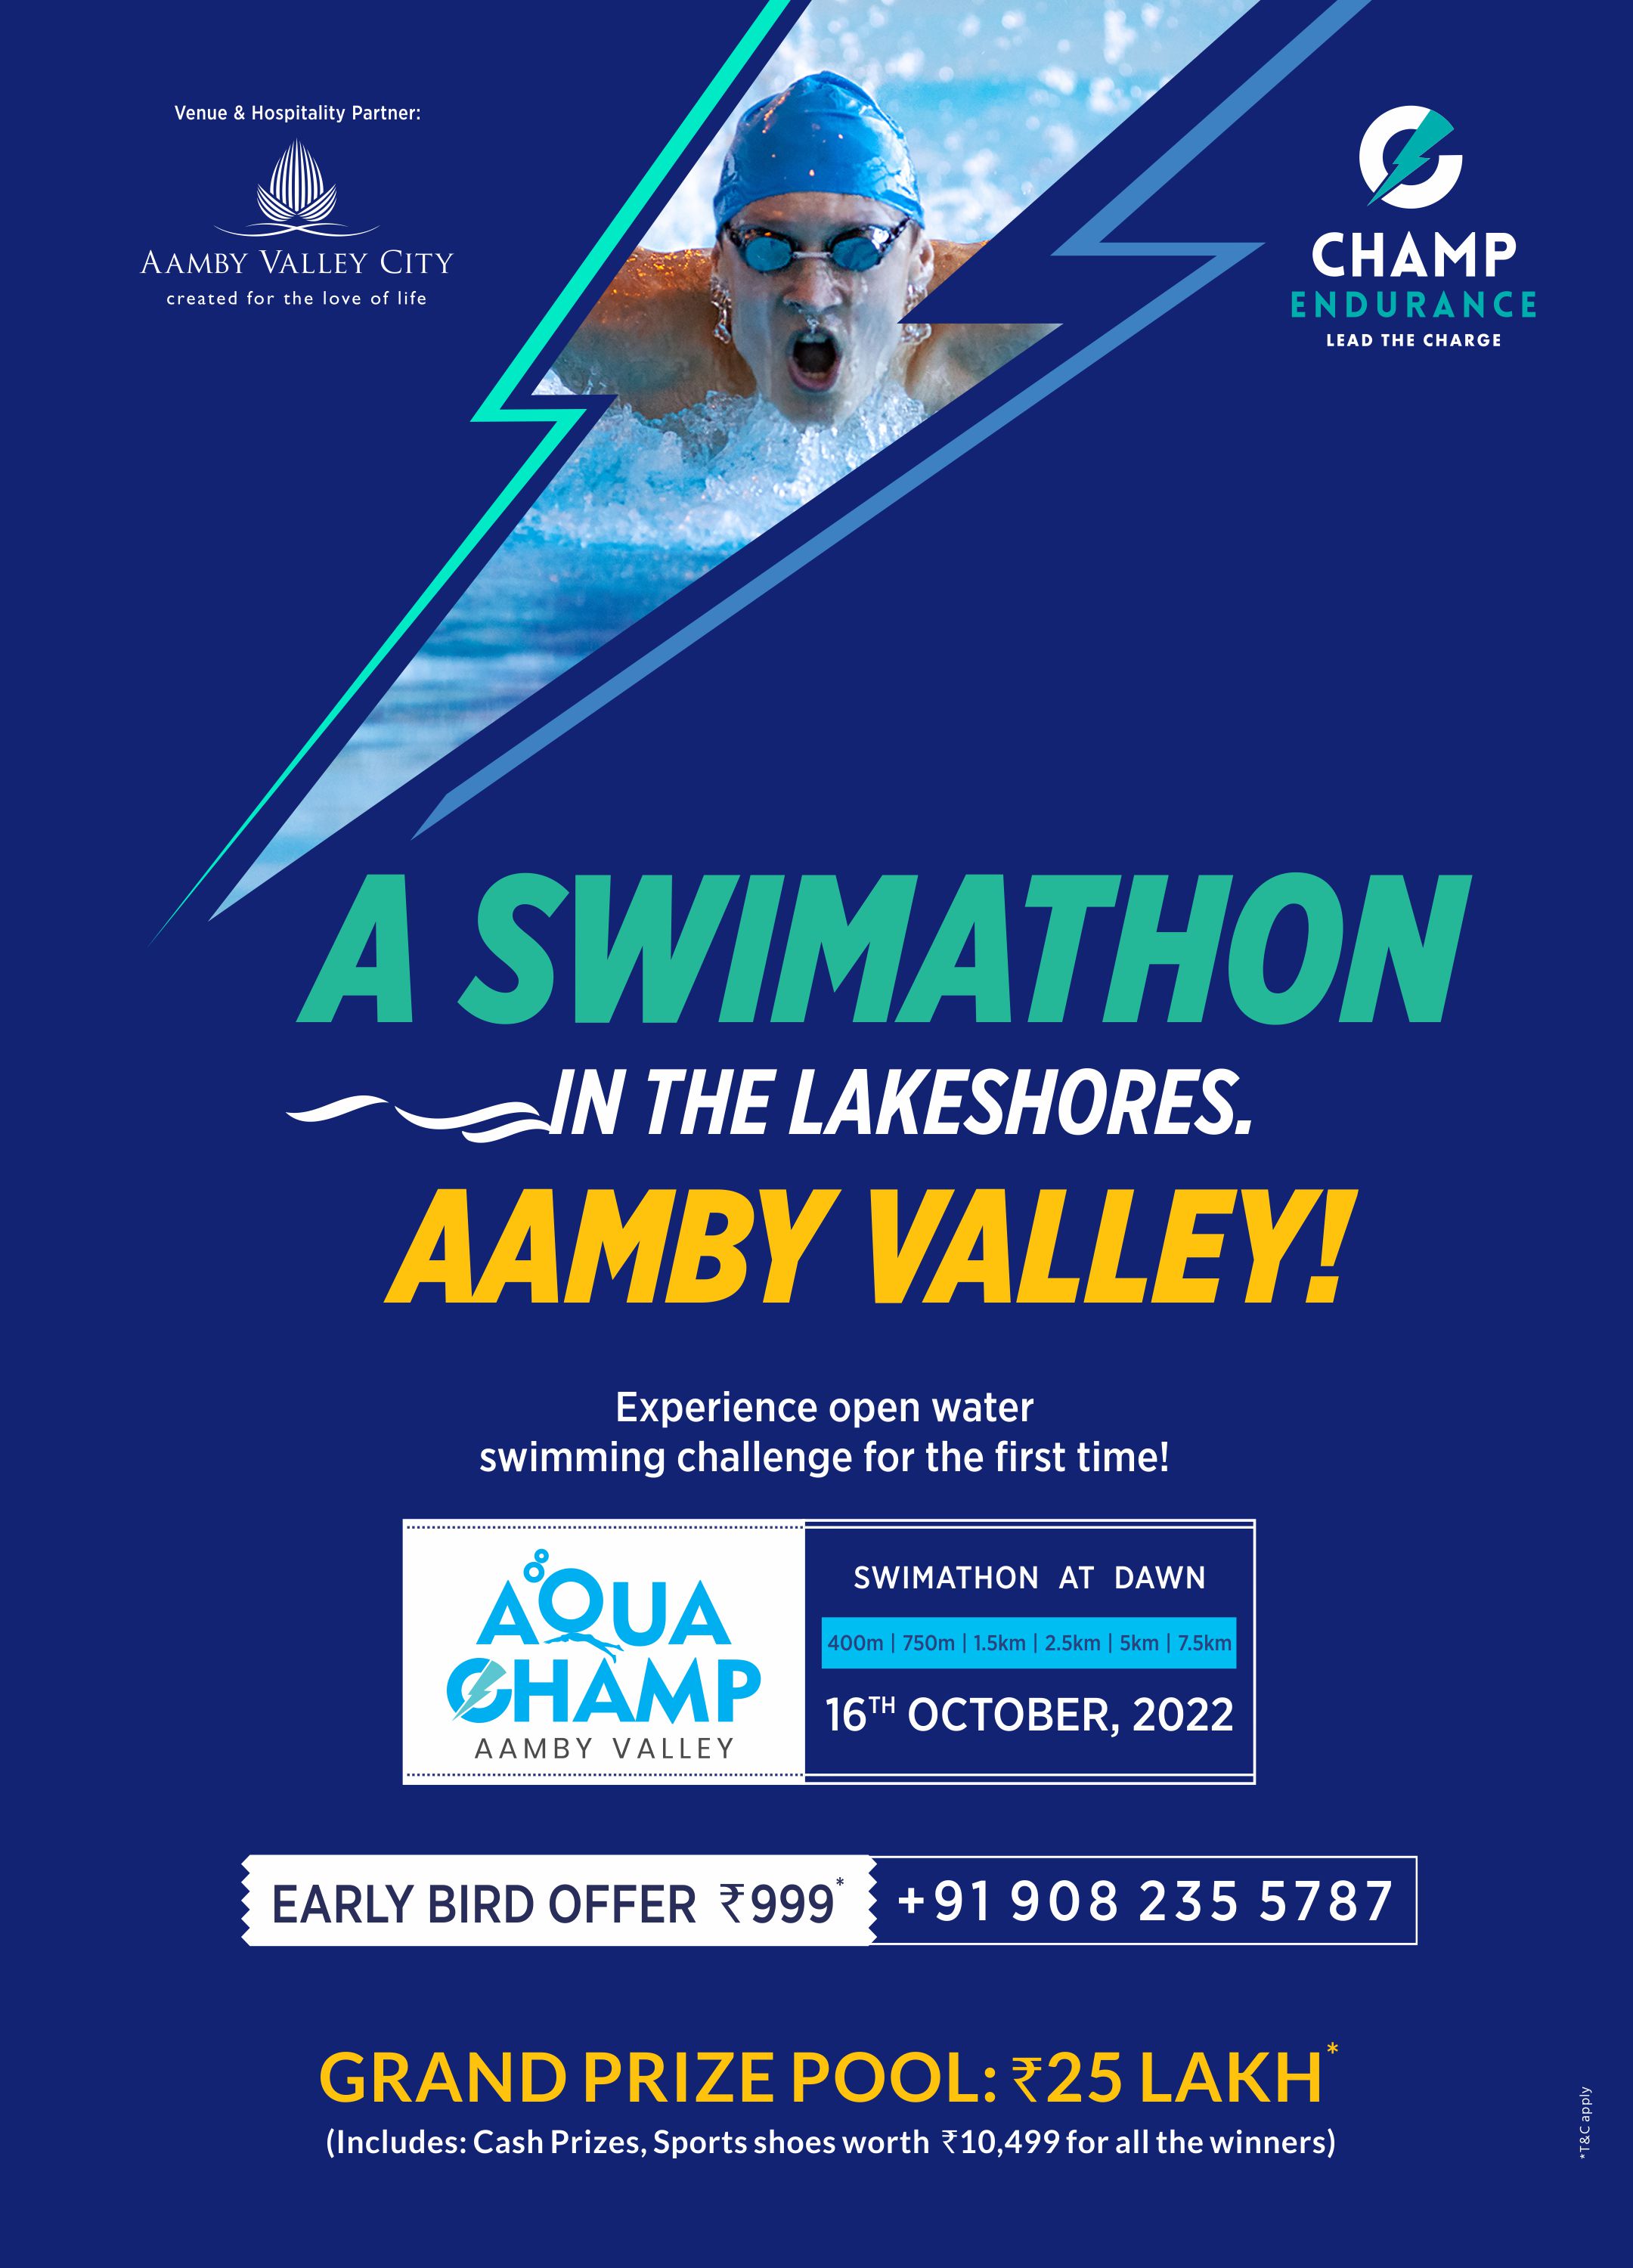 Venue & Hospitality Partner:
AAMBY VALLEY CITY
created for the love of life
CHAMP
ENDURANCE
LEAD THE CHARGE
A SWIMATHON
IN THE LAKESHORES.
AAMBY VALLEY!
Experience open water
swimming challenge for the first time!
AQUA
CHAMP
AAMBY VALLEY
SWIMATHON AT DAWN
400m | 750m | 1.5km | 2.5km | 5km | 7.5km
16TH OCTOBER, 2022
EARLY BIRD OFFER ₹999*
+91 908 235 5787
GRAND PRIZE POOL: ₹25 LAKH*
(Includes: Cash Prizes, Sports shoes worth ₹10,499 for all the winners)
*T&C apply